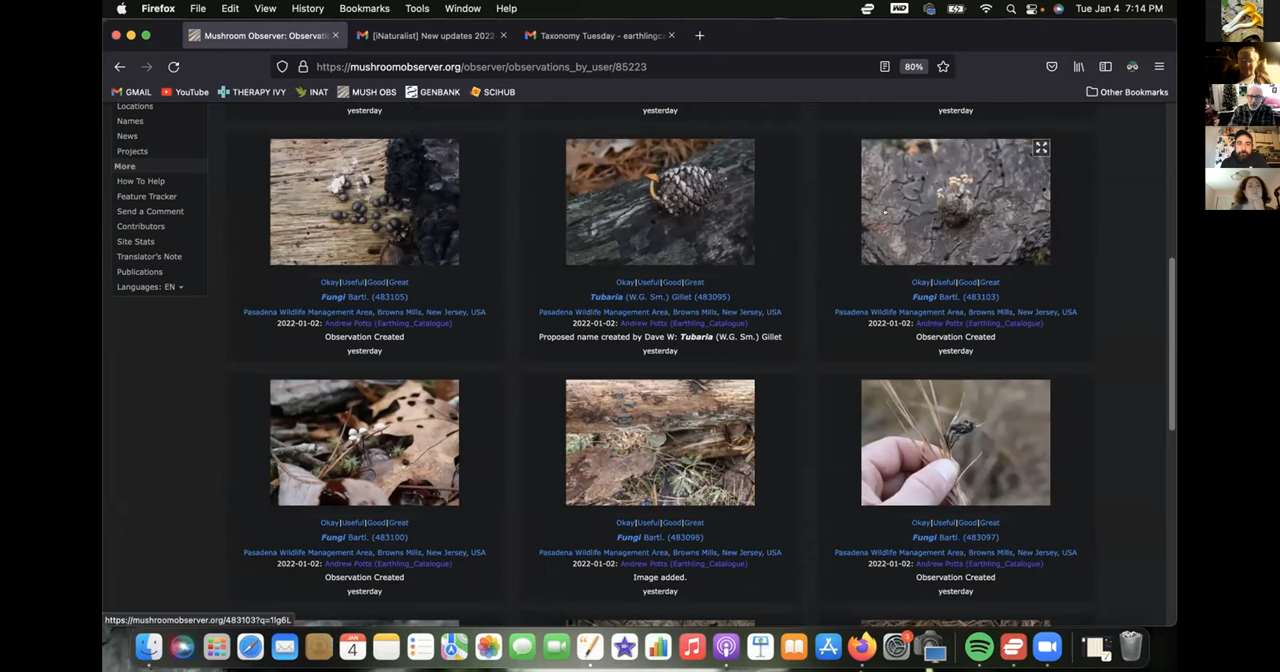 Firefox File Edit View History Bookmarks Tools Window Help
WD
Tue Jan 4 7:14 PM
Mushroom Observer: Observati
[iNaturalist] New updates 2022
Taxonomy Tuesday - earthlingc
https://mushroomobserver.org/observer/observations_by_user/85223
80%
GMAIL YouTube THERAPY IVY INAT MUSH OBS GENBANK SCIHUB Other Bookmarks
Locations
Names
News
Projects
More
How To Help
Feature Tracker
Send a Comment
Contributors
Site Stats
Translator's Note
Publications
Languages: EN
yesterday
yesterday
yesterday
Okay|Useful|Good|Great
Fungi Bartl. (483105)
Pasadena Wildlife Management Area, Browns Mills, New Jersey, USA
2022-01-02: Andrew Potts (Earthling_Catalogue)
Observation Created
yesterday
Okay|Useful|Good|Great
Tubaria (W.G. Sm.) Gillet (483095)
Pasadena Wildlife Management Area, Browns Mills, New Jersey, USA
2022-01-02: Andrew Potts (Earthling_Catalogue)
Proposed name created by Dave W: Tubaria (W.G. Sm.) Gillet
yesterday
Okay|Useful|Good|Great
Fungi Bartl. (483103)
Pasadena Wildlife Management Area, Browns Mills, New Jersey, USA
2022-01-02: Andrew Potts (Earthling_Catalogue)
Observation Created
yesterday
Okay|Useful|Good|Great
Fungi Bartl. (483100)
Pasadena Wildlife Management Area, Browns Mills, New Jersey, USA
2022-01-02: Andrew Potts (Earthling_Catalogue)
Observation Created
yesterday
Okay|Useful|Good|Great
Fungi Bartl. (483098)
Pasadena Wildlife Management Area, Browns Mills, New Jersey, USA
2022-01-02: Andrew Potts (Earthling_Catalogue)
Image added.
yesterday
Okay|Useful|Good|Great
Fungi Bartl. (483097)
Pasadena Wildlife Management Area, Browns Mills, New Jersey, USA
2022-01-02: Andrew Potts (Earthling_Catalogue)
Observation Created
yesterday
https://mushroomobserver.org/483103?q=1lg6L
JAN
4
3